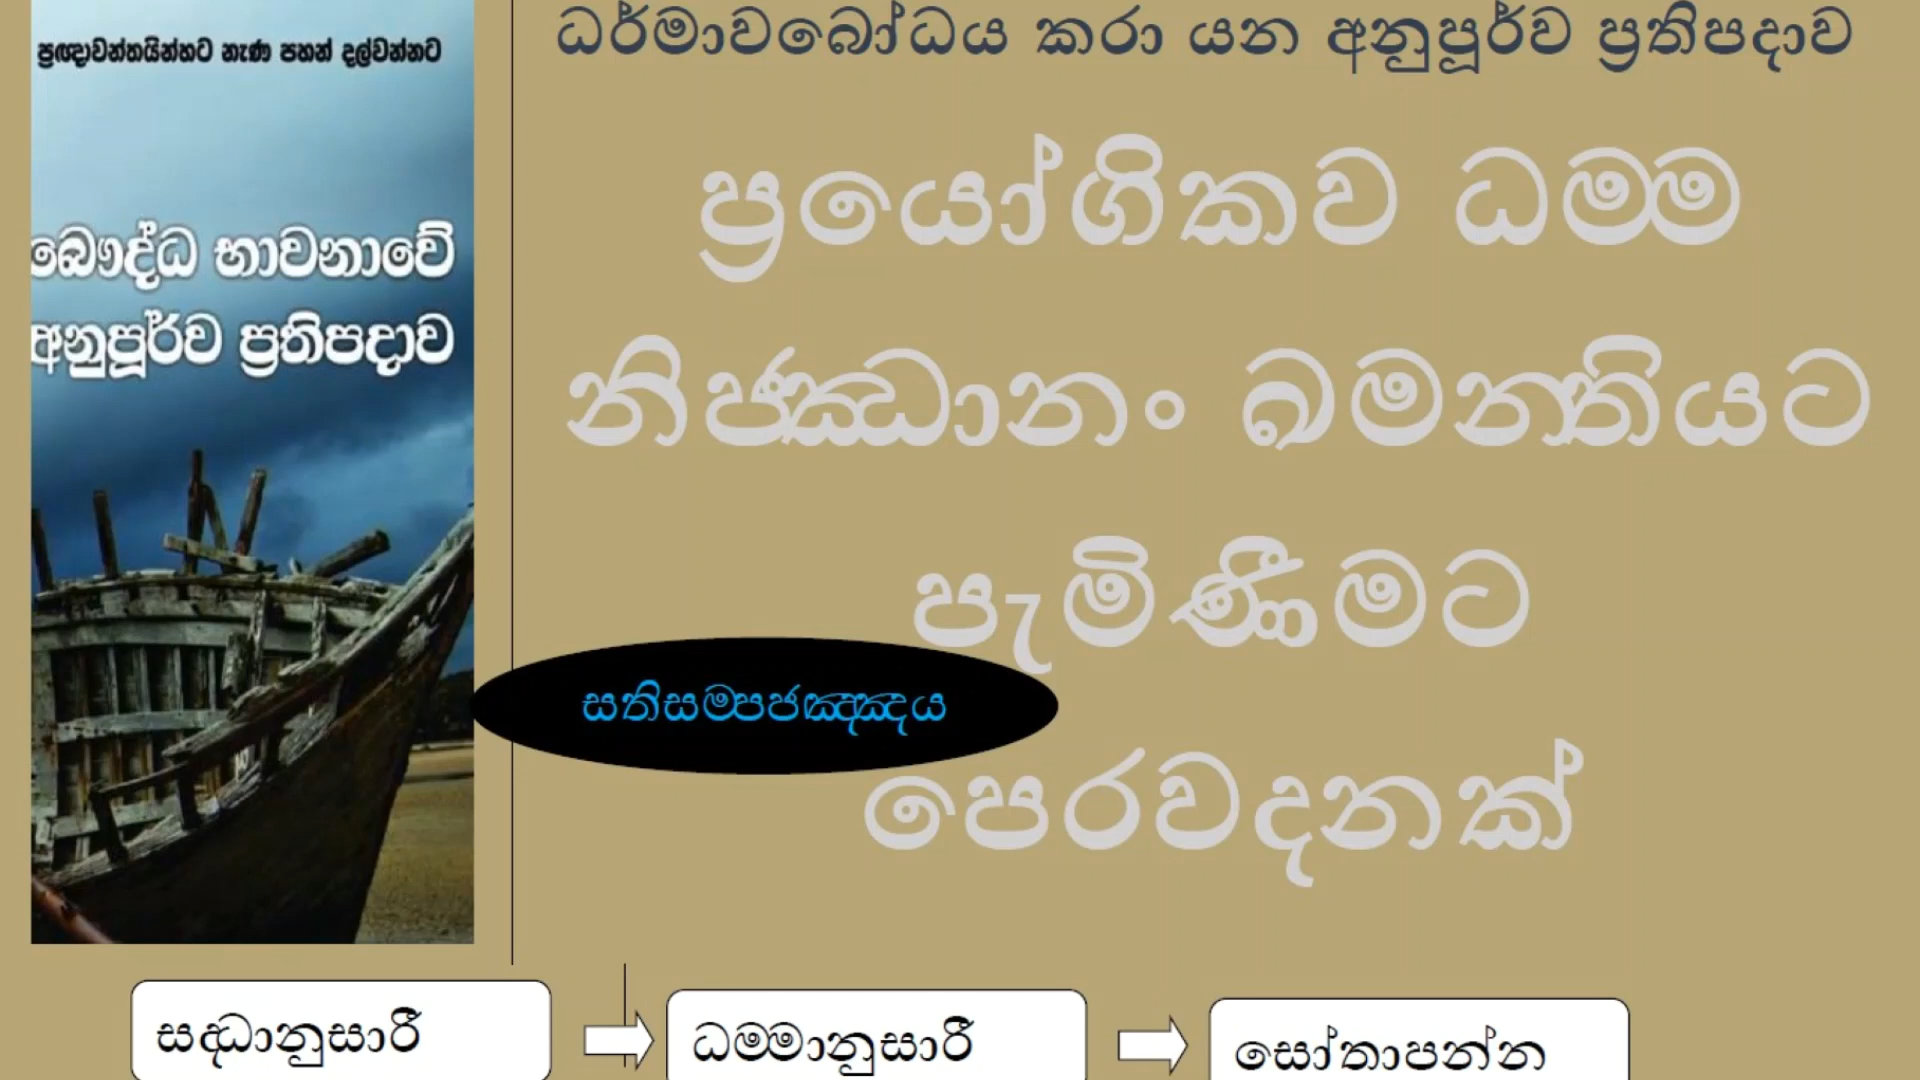 ප්‍රඥාවන්තයින්හට නැණ පහන් දල්වන්නට
බෞද්ධ භාවනාවේ
අනුපූර්ව ප්‍රතිපදාව
ධර්මාවබෝධය කරා යන අනුපූර්ව ප්‍රතිපදාව
ප්‍රයෝගිකව ධම්‍ම
නිජ්‍ඣානං ඛමන්‍තියට
පැමිණීමට
සතිසම්‍පජඤ්‍ඤය
පෙරවදනක්
සද්‍ධානුසාරී
ධම්‍මානුසාරී
සෝතාපන්න